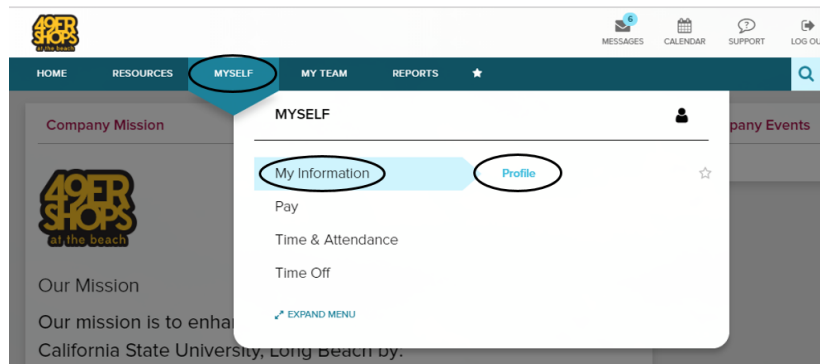 49ER
SHOPS
at the beach
6
MESSAGES CALENDAR SUPPORT LOG OU
HOME RESOURCES MYSELF MY TEAM REPORTS
MYSELF
Company Mission
pany Events
My Information Profile
Pay
Time & Attendance
Time Off
EXPAND MENU
49ER
SHOPS
at the beach
Our Mission
Our mission is to enhan
California State University, Long Beach by: